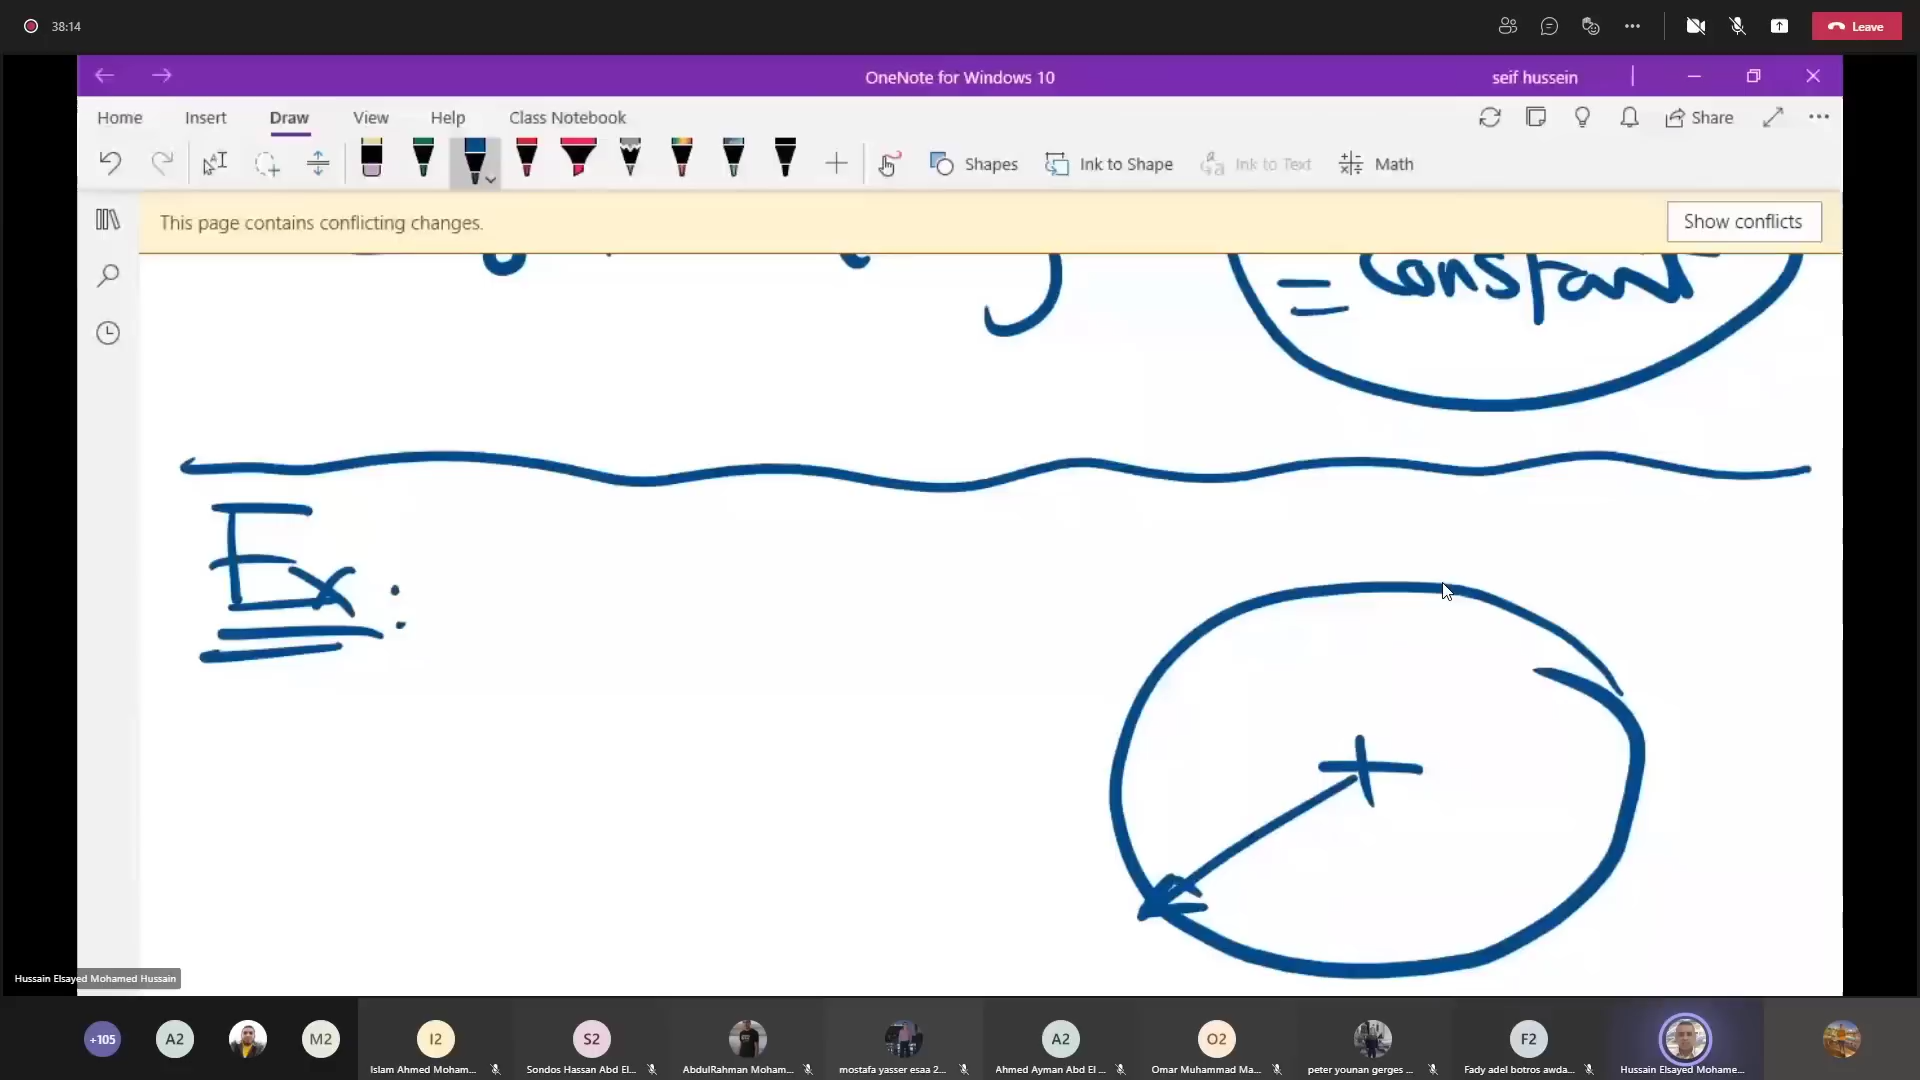 38:14
Leave
OneNote for Windows 10
seif hussein
Home Insert Draw View Help Class Notebook
Share
Shapes Ink to Shape Ink to Text Math
This page contains conflicting changes.
Show conflicts
= Constant
Ex:
Hussain Elsayed Mohamed Hussain
+105 A2 M2 I2 S2 A2 O2 F2
Islam Ahmed Moham... Sondos Hassan Abd El... AbdulRahman Moham... mostafa yasser esaa 2... Ahmed Ayman Abd El ... Omar Muhammad Ma... peter younan gerges ... Fady adel botros awda... Hussain Elsayed Mohame...